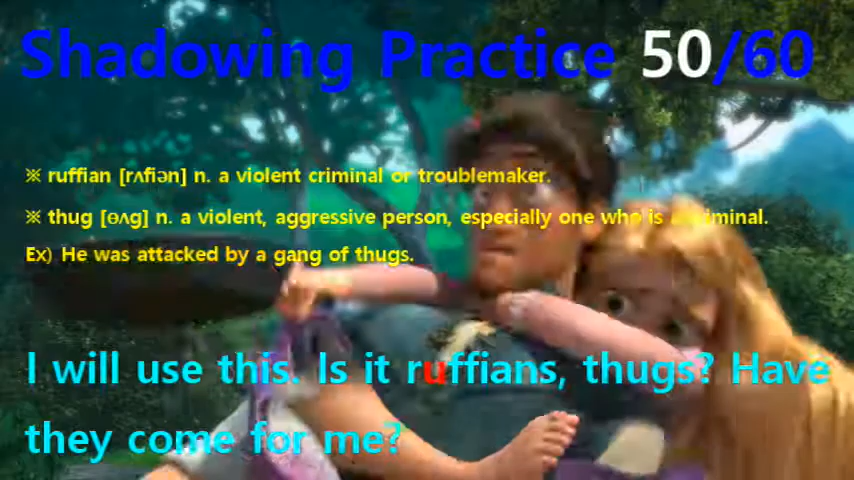 Shadowing Practice 50/60
※ ruffian [rʌfiən] n. a violent criminal or troublemaker.
※ thug [θʌg] n. a violent, aggressive person, especially one who is a criminal.
Ex) He was attacked by a gang of thugs.
I will use this. Is it ruffians, thugs? Have
they come for me?